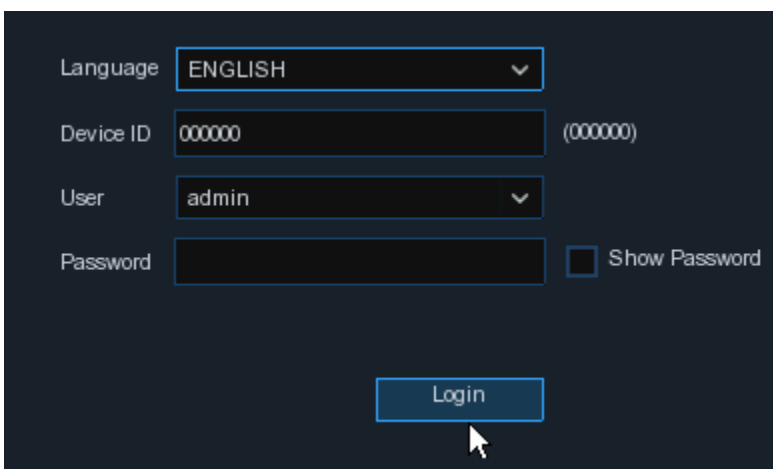 Language ENGLISH
Device ID 000000 (000000)
User admin
Password Show Password
Login